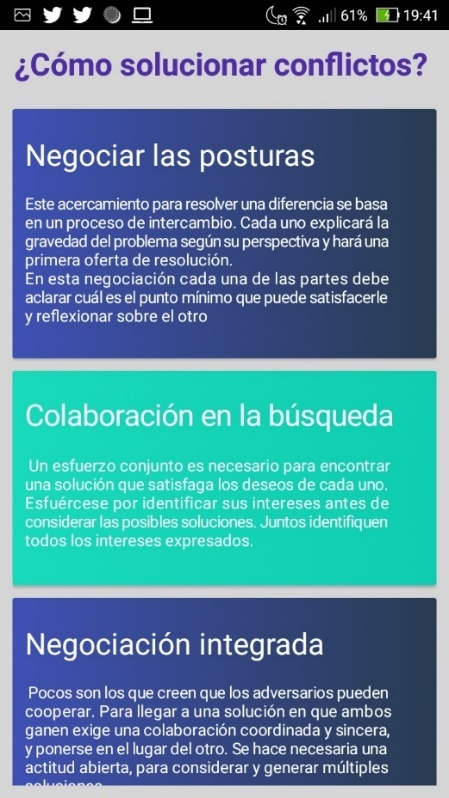 61% 19:41
¿Cómo solucionar conflictos?
Negociar las posturas
Este acercamiento para resolver una diferencia se basa
en un proceso de intercambio. Cada uno explicará la
gravedad del problema según su perspectiva y hará una
primera oferta de resolución.
En esta negociación cada una de las partes debe
aclarar cuál es el punto mínimo que puede satisfacerle
y reflexionar sobre el otro
Colaboración en la búsqueda
Un esfuerzo conjunto es necesario para encontrar
una solución que satisfaga los deseos de cada uno.
Esfuércese por identificar sus intereses antes de
considerar las posibles soluciones. Juntos identifiquen
todos los intereses expresados.
Negociación integrada
Pocos son los que creen que los adversarios pueden
cooperar. Para llegar a una solución en que ambos
ganen exige una colaboración coordinada y sincera,
y ponerse en el lugar del otro. Se hace necesaria una
actitud abierta, para considerar y generar múltiples
soluciones